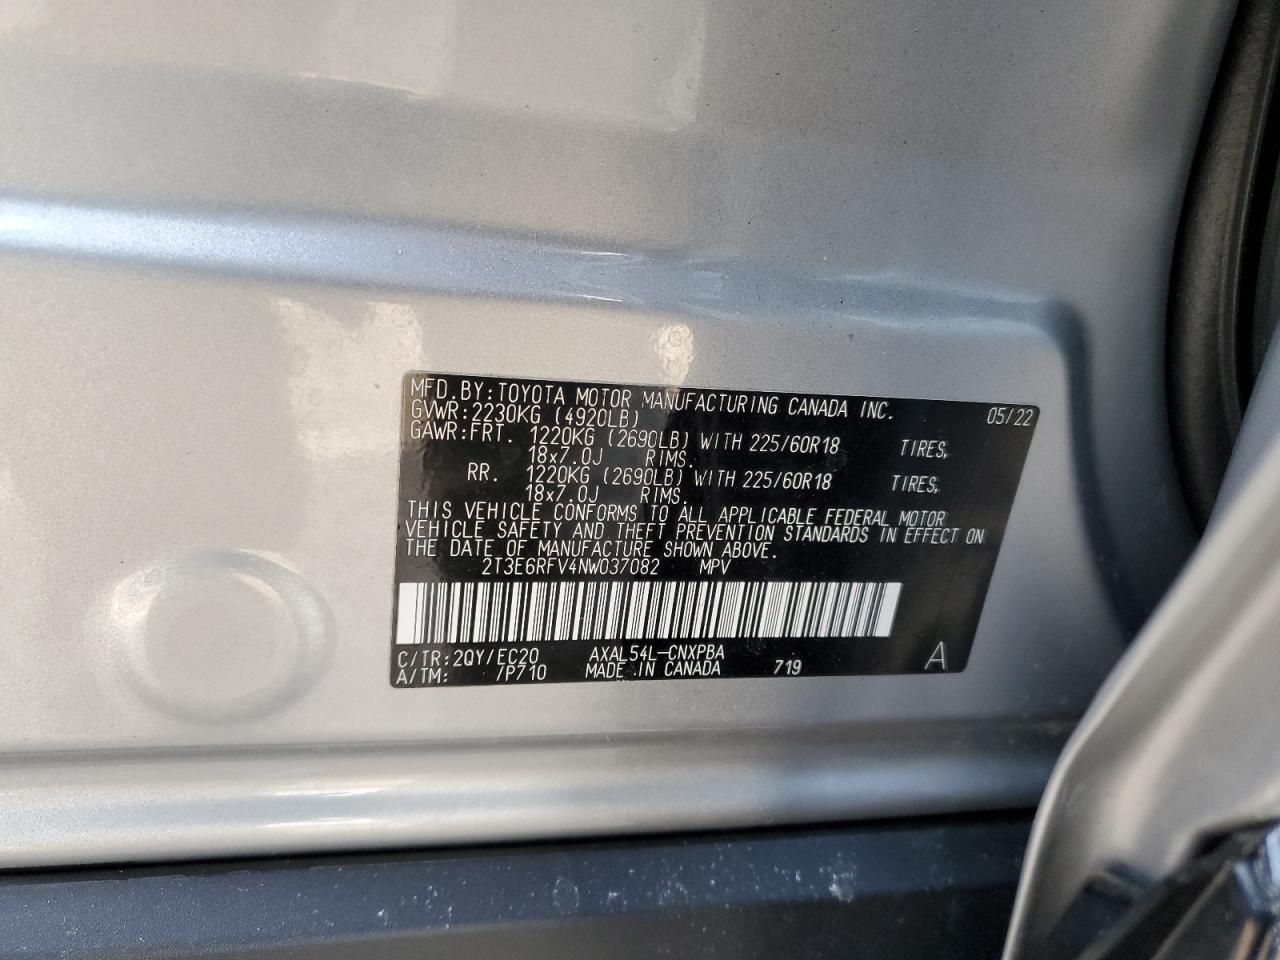 MFD.BY:TOYOTA MOTOR MANUFACTURING CANADA INC. 05/22
GVWR:2230KG (4920LB)
GAWR:FRT. 1220KG (2690LB) WITH 225/60R18 TIRES,
18x7.0J RIMS.
RR. 1220KG (2690LB) WITH 225/60R18 TIRES,
18x7.0J RIMS.
THIS VEHICLE CONFORMS TO ALL APPLICABLE FEDERAL MOTOR
VEHICLE SAFETY AND THEFT PREVENTION STANDARDS IN EFFECT ON
THE DATE OF MANUFACTURE SHOWN ABOVE.
2T3E6RFV4NW037082 MPV
C/TR:2QY/EC20 AXAL54L-CNXPBA
A/TM: /P710 MADE IN CANADA 719 A